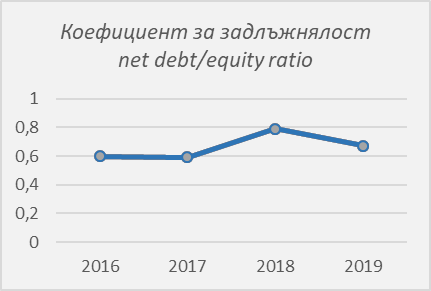 Коефициент за задлъжнялост
net debt/equity ratio
1
0,8
0,6
0,4
0,2
0
2016 2017 2018 2019